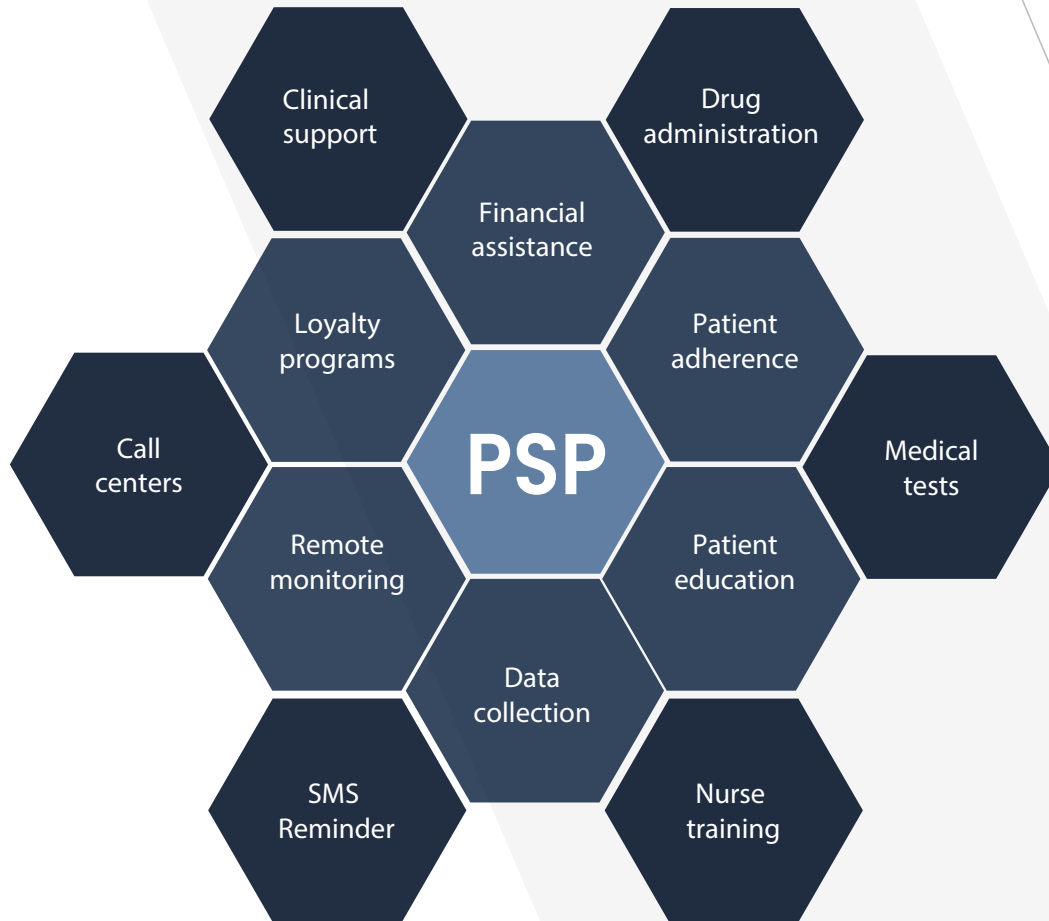 Clinical
support
Drug
administration
Financial
assistance
Loyalty
programs
Patient
adherence
Call
centers
PSP
Medical
tests
Remote
monitoring
Patient
education
Data
collection
SMS
Reminder
Nurse
training